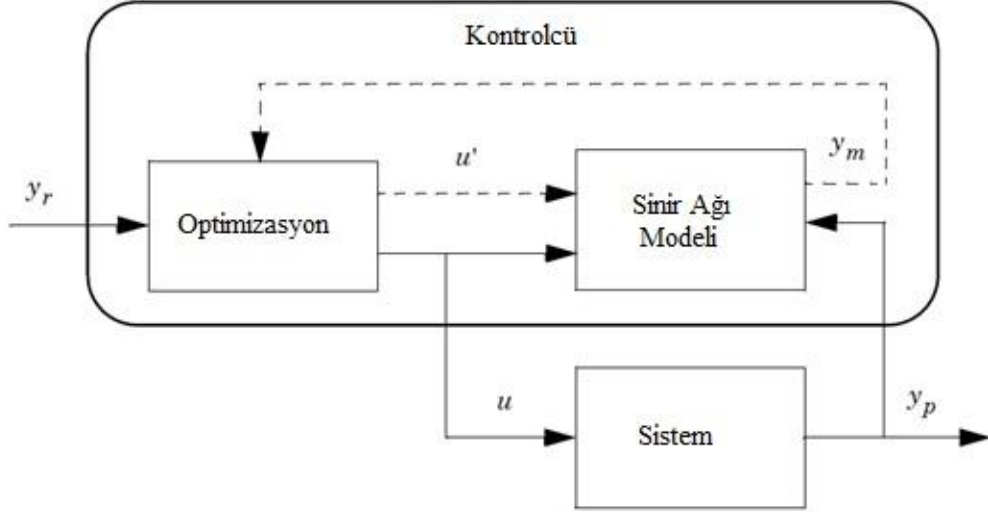 Kontrolcü
u'
y_m
y_r
Optimizasyon
Sinir Ağı
Modeli
u
y_p
Sistem